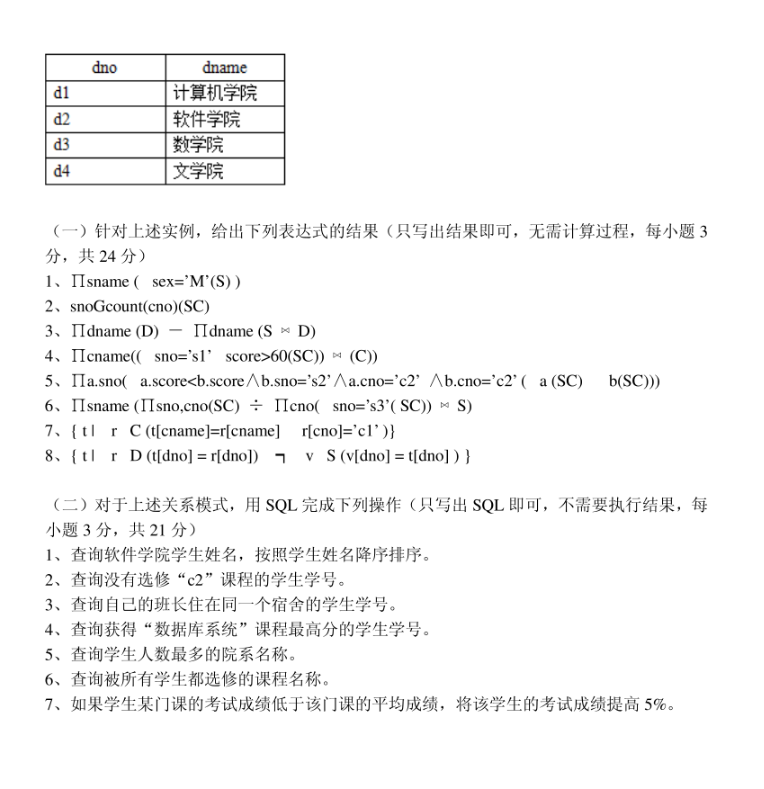 dno dname
d1 计算机学院
d2 软件学院
d3 数学院
d4 文学院
（一）针对上述实例，给出下列表达式的结果（只写出结果即可，无需计算过程，每小题 3
分，共 24 分）
1、∏sname ( sex=’M’(S) )
2、snoGcount(cno)(SC)
3、∏dname (D) － ∏dname (S ⋈ D)
4、∏cname(( sno=’s1’ score>60(SC)) ⋈ (C))
5、∏a.sno( a.score<b.score∧b.sno=’s2’∧a.cno=’c2’ ∧b.cno=’c2’ ( a (SC) b(SC)))
6、∏sname (∏sno,cno(SC) ÷ ∏cno( sno=’s3’( SC)) ⋈ S)
7、{ t | r C (t[cname]=r[cname] r[cno]=’c1’ )}
8、{ t | r D (t[dno] = r[dno]) ┓ v S (v[dno] = t[dno] ) }
（二）对于上述关系模式，用 SQL 完成下列操作（只写出 SQL 即可，不需要执行结果，每
小题 3 分，共 21 分）
1、查询软件学院学生姓名，按照学生姓名降序排序。
2、查询没有选修“c2”课程的学生学号。
3、查询自己的班长住在同一个宿舍的学生学号。
4、查询获得“数据库系统”课程最高分的学生学号。
5、查询学生人数最多的院系名称。
6、查询被所有学生都选修的课程名称。
7、如果学生某门课的考试成绩低于该门课的平均成绩，将该学生的考试成绩提高 5%。